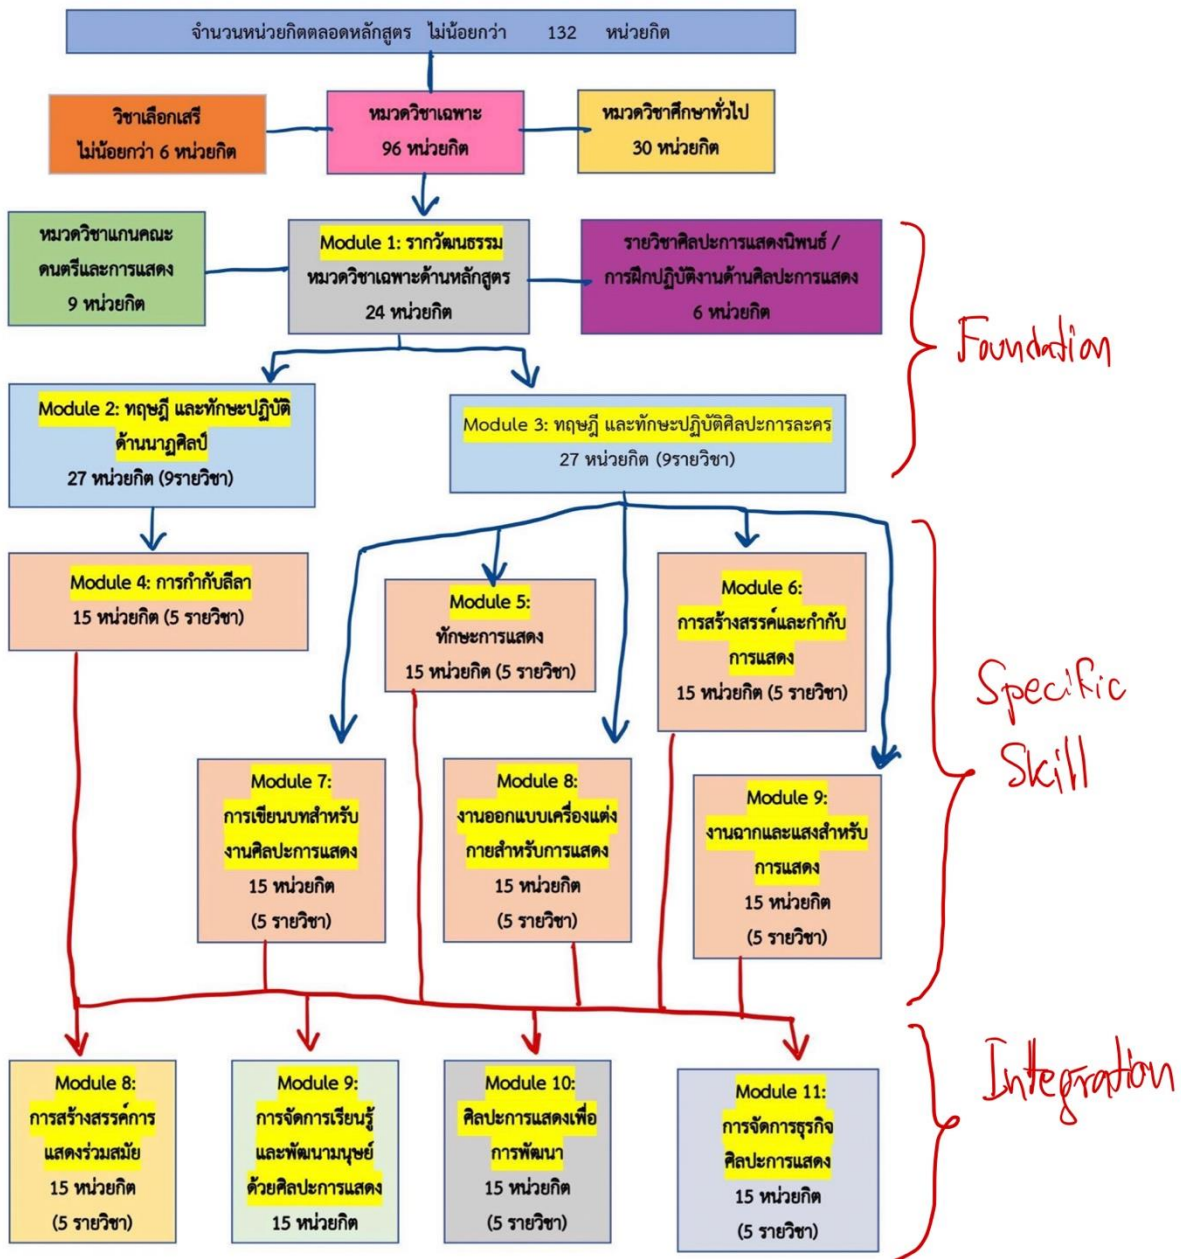 จำนวนหน่วยกิตตลอดหลักสูตร ไม่น้อยกว่า 132 หน่วยกิต
วิชาเลือกเสรี
ไม่น้อยกว่า 6 หน่วยกิต
หมวดวิชาเฉพาะ
96 หน่วยกิต
หมวดวิชาศึกษาทั่วไป
30 หน่วยกิต
หมวดวิชาแกนคณะ
ดนตรีและการแสดง
9 หน่วยกิต
Module 1: รากวัฒนธรรม
หมวดวิชาเฉพาะด้านหลักสูตร
24 หน่วยกิต
รายวิชาศิลปะการแสดงนิพนธ์ /
การฝึกปฏิบัติงานด้านศิลปะการแสดง
6 หน่วยกิต
Foundation
Module 2: ทฤษฎี และทักษะปฏิบัติ
ด้านนาฏศิลป์
27 หน่วยกิต (9รายวิชา)
Module 3: ทฤษฎี และทักษะปฏิบัติศิลปะการละคร
27 หน่วยกิต (9รายวิชา)
Module 4: การกำกับลีลา
15 หน่วยกิต (5 รายวิชา)
Module 5:
ทักษะการแสดง
15 หน่วยกิต (5 รายวิชา)
Module 6:
การสร้างสรรค์และกำกับ
การแสดง
15 หน่วยกิต (5 รายวิชา)
Specific
Skill
Module 7:
การเขียนบทสำหรับ
งานศิลปะการแสดง
15 หน่วยกิต
(5 รายวิชา)
Module 8:
งานออกแบบเครื่องแต่ง
กายสำหรับการแสดง
15 หน่วยกิต
(5 รายวิชา)
Module 9:
งานฉากและแสงสำหรับ
การแสดง
15 หน่วยกิต
(5 รายวิชา)
Module 8:
การสร้างสรรค์การ
แสดงร่วมสมัย
15 หน่วยกิต
(5 รายวิชา)
Module 9:
การจัดการเรียนรู้
และพัฒนามนุษย์
ด้วยศิลปะการแสดง
15 หน่วยกิต
Module 10:
ศิลปะการแสดงเพื่อ
การพัฒนา
15 หน่วยกิต
(5 รายวิชา)
Module 11:
การจัดการธุรกิจ
ศิลปะการแสดง
15 หน่วยกิต
(5 รายวิชา)
Integration